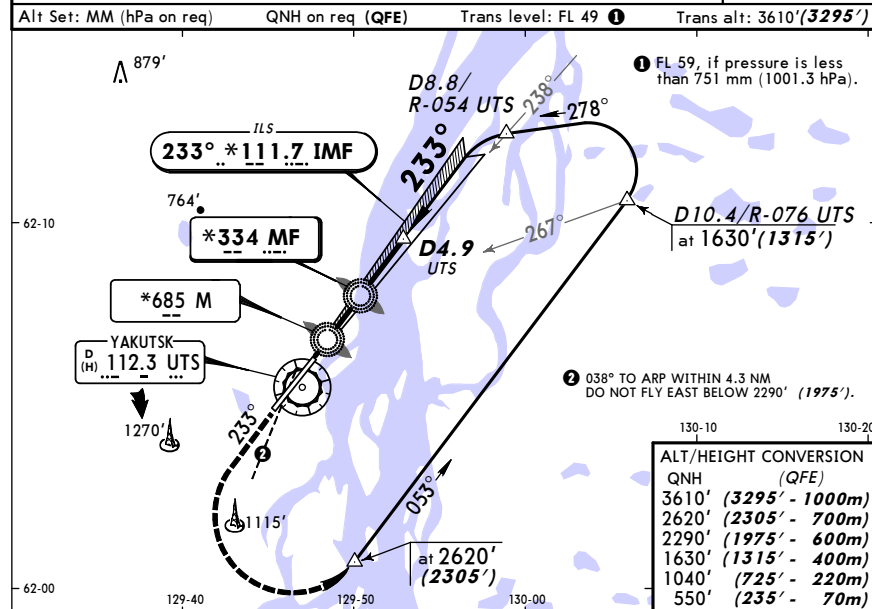 Alt Set: MM (hPa on req) QNH on req (QFE) Trans level: FL 49 ❶ Trans alt: 3610' (3295')
879'
❶ FL 59, if pressure is less
than 751 mm (1001.3 hPa).
D8.8/
R-054 UTS
238°
278°
ILS
233° *111.7 IMF
233°
764'
62-10
*334 MF
D4.9
UTS
267°
D10.4/R-076 UTS
at 1630' (1315')
*685 M
YAKUTSK
D
(H) 112.3 UTS
❷ 038° TO ARP WITHIN 4.3 NM
DO NOT FLY EAST BELOW 2290' (1975').
1270'
233°
❷
130-10 130-20
053°
1115'
at 2620'
(2305')
ALT/HEIGHT CONVERSION
QNH (QFE)
3610' (3295' - 1000m)
2620' (2305' - 700m)
2290' (1975' - 600m)
1630' (1315' - 400m)
1040' (725' - 220m)
550' (235' - 70m)
62-00
129-40 129-50 130-00